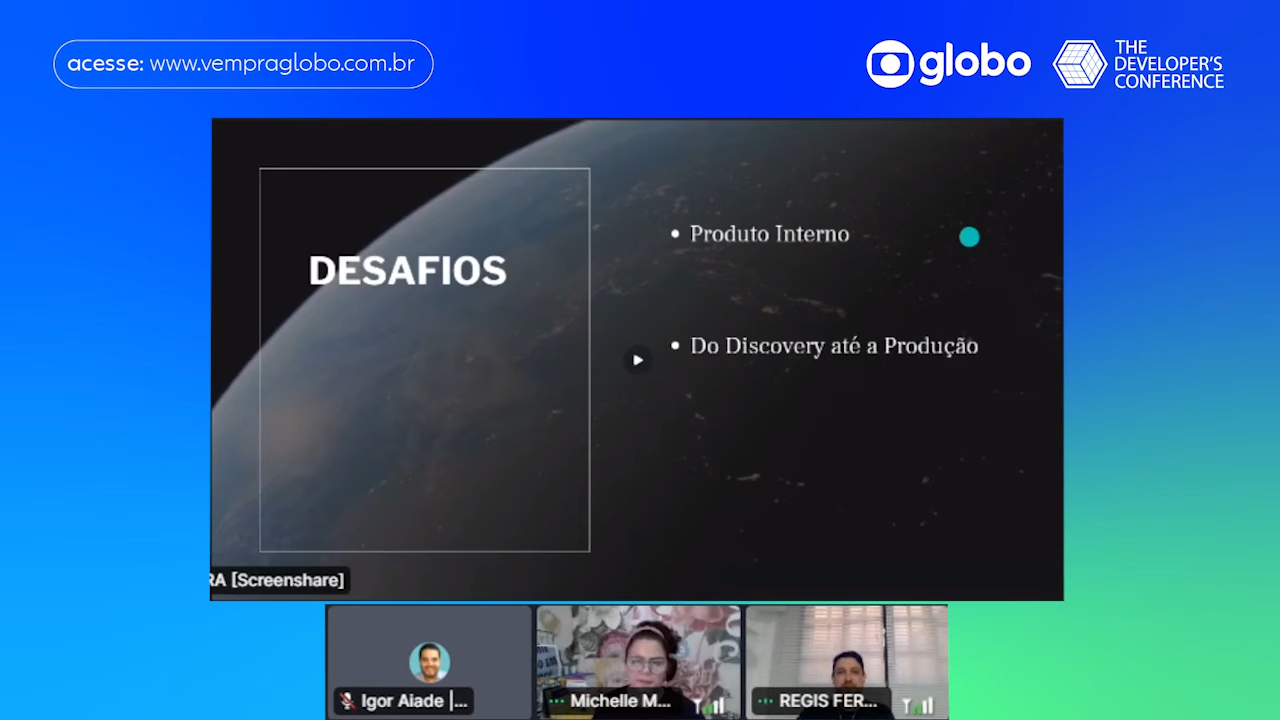 acesse: www.vempraglobo.com.br
globo
THE
DEVELOPER'S
CONFERENCE
DESAFIOS
• Produto Interno
• Do Discovery até a Produção
RA [Screenshare]
Igor Aiade |...
Michelle M...
REGIS FER...